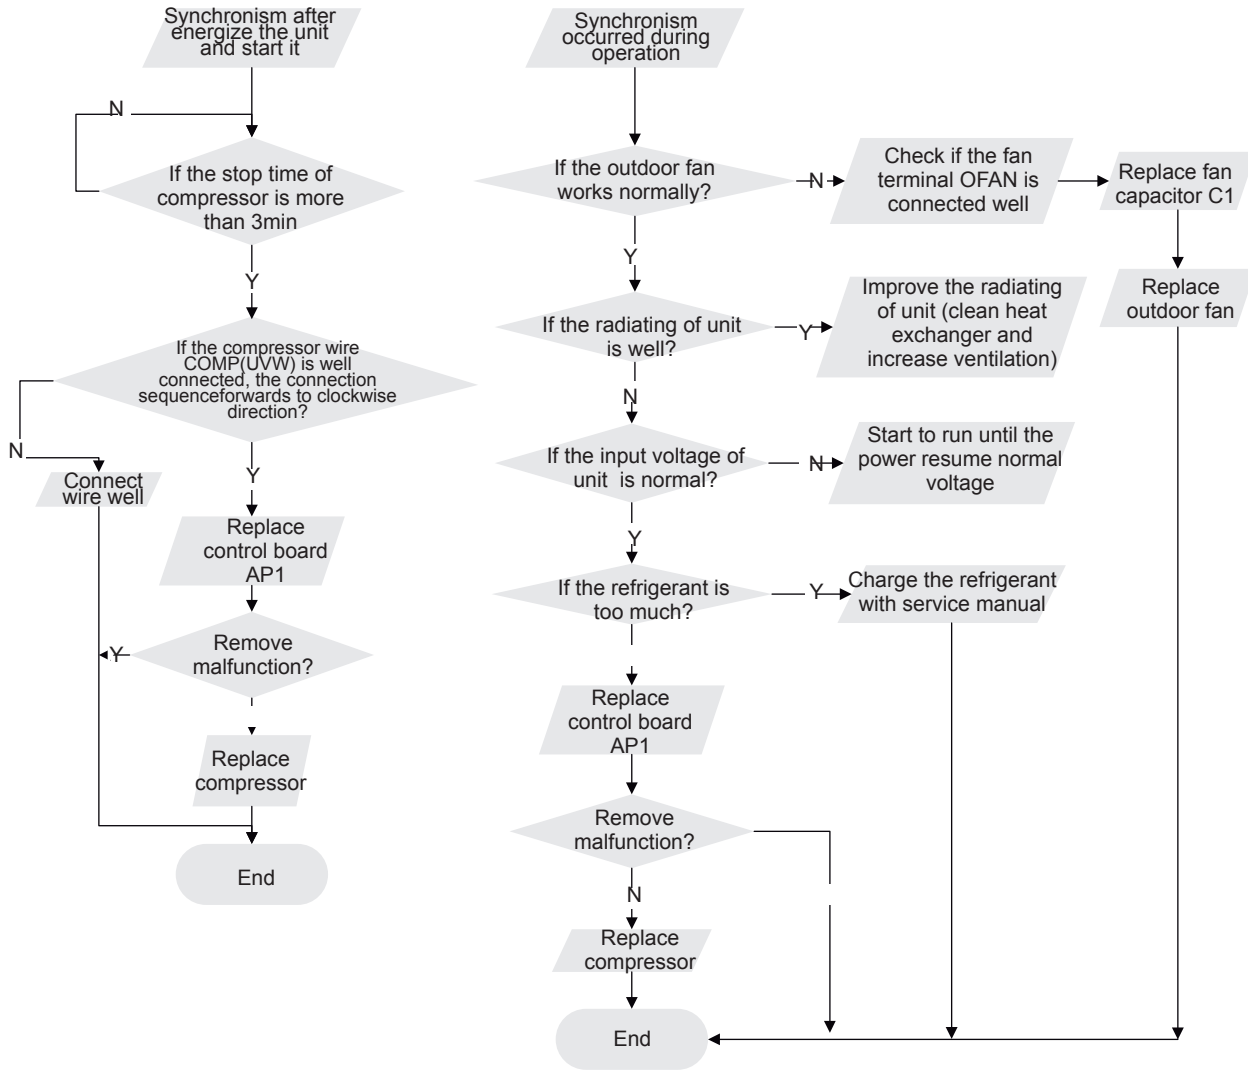 Synchronism after
energize the unit
and start it
N
If the stop time of
compressor is more
than 3min
Y
If the compressor wire
COMP(UVW) is well
connected, the connection
sequenceforwards to clockwise
direction?
N
Connect
wire well
Y
Replace
control board
AP1
Remove
malfunction?
Y
Replace
compressor
End
Synchronism
occurred during
operation
If the outdoor fan
works normally?
N
Check if the fan
terminal OFAN is
connected well
Replace fan
capacitor C1
Replace
outdoor fan
Y
If the radiating of unit
is well?
Y
Improve the radiating
of unit (clean heat
exchanger and
increase ventilation)
N
If the input voltage of
unit is normal?
N
Start to run until the
power resume normal
voltage
Y
If the refrigerant is
too much?
Y
Charge the refrigerant
with service manual
Replace
control board
AP1
Remove
malfunction?
N
Replace
compressor
End